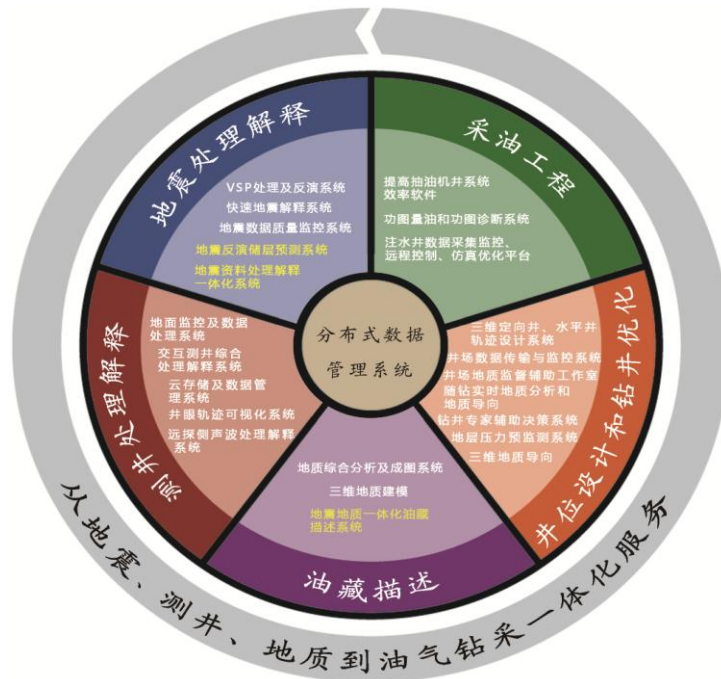 地震处理解释
VSP处理及反演系统
快速地震解释系统
地震数据质量监控系统
地震反演储层预测系统
地震资料处理解释
一体化系统
采油工程
提高抽油机井系统
效率软件
功图量油和功图诊断系统
注水井数据采集监控、
远程控制、仿真优化平台
测井处理解释
地面监控及数据
处理系统
交互测井综合
处理解释系统
云存储及数据管
理系统
井眼轨迹可视化系统
远探侧声波处理解释
系统
分布式数据
管理系统
井位设计和钻井优化
三维定向井、水平井
轨迹设计系统
井场数据传输与监控系统
井场地质监督辅助工作室
随钻实时地质分析和
地质导向
钻井专家辅助决策系统
地层压力预监测系统
三维地质导向
地质综合分析及成图系统
三维地质建模
地震地质一体化油藏
描述系统
油藏描述
从地震、测井、地质到油气钻采一体化服务